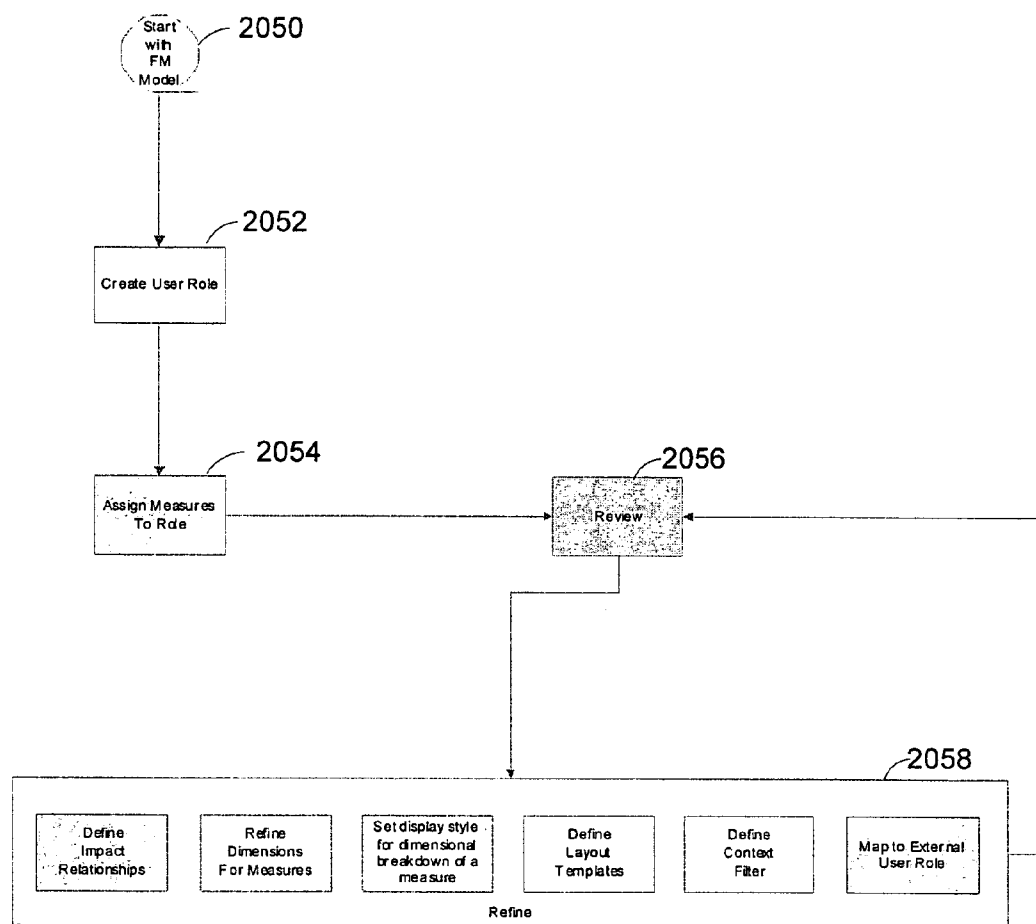 Start
with
FM
Model
2050
2052
Create User Role
2054
Assign Measures
To Role
2056
Review
2058
Define
Impact
Relationships
Refine
Dimensions
For Measures
Set display style
for dimensional
breakdown of a
measure
Define
Layout
Templates
Define
Context
Filter
Map to External
User Role
Refine